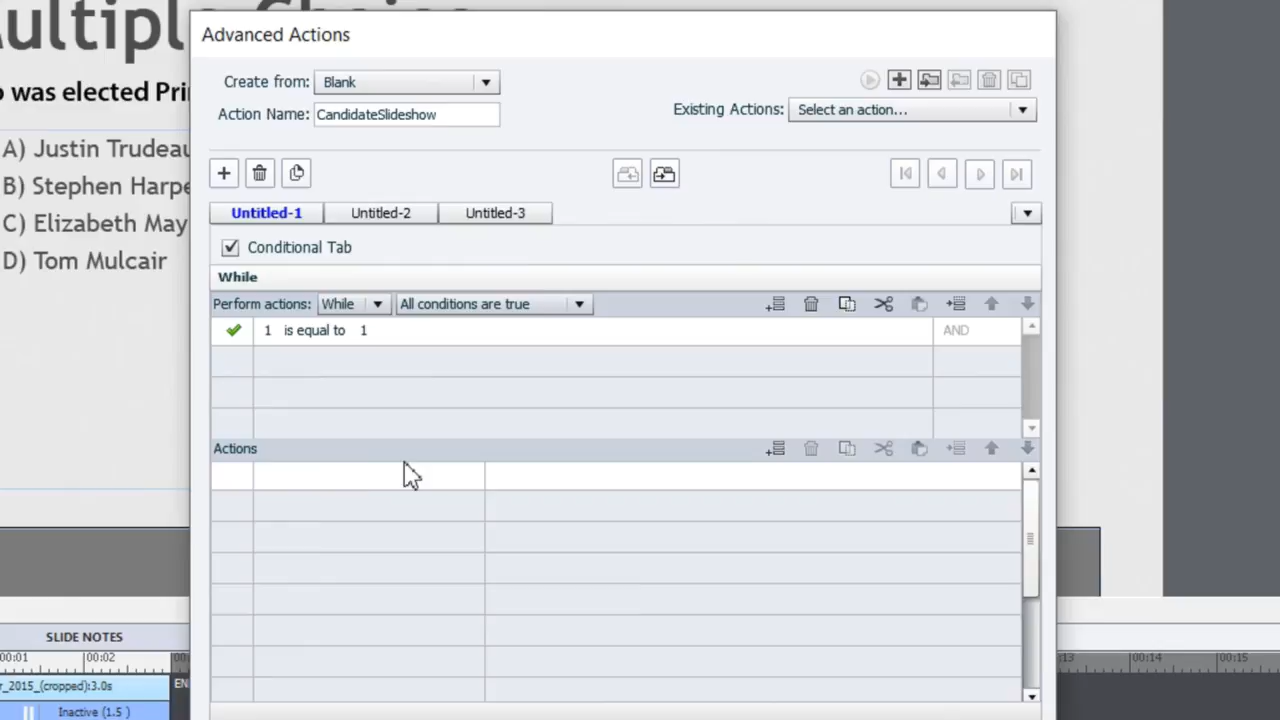 Advanced Actions
Create from: Blank
Action Name: CandidateSlideshow
Existing Actions: Select an action...
o was elected Pri
A) Justin Trudeau
B) Stephen Harpe
C) Elizabeth May
D) Tom Mulcair
Untitled-1 Untitled-2 Untitled-3
Conditional Tab
While
Perform actions: While All conditions are true
1 is equal to 1 AND
Actions
SLIDE NOTES
00:01 00:02 :13 00:14 00:15
r_2015_(cropped):3.0s EN
Inactive (1.5 )